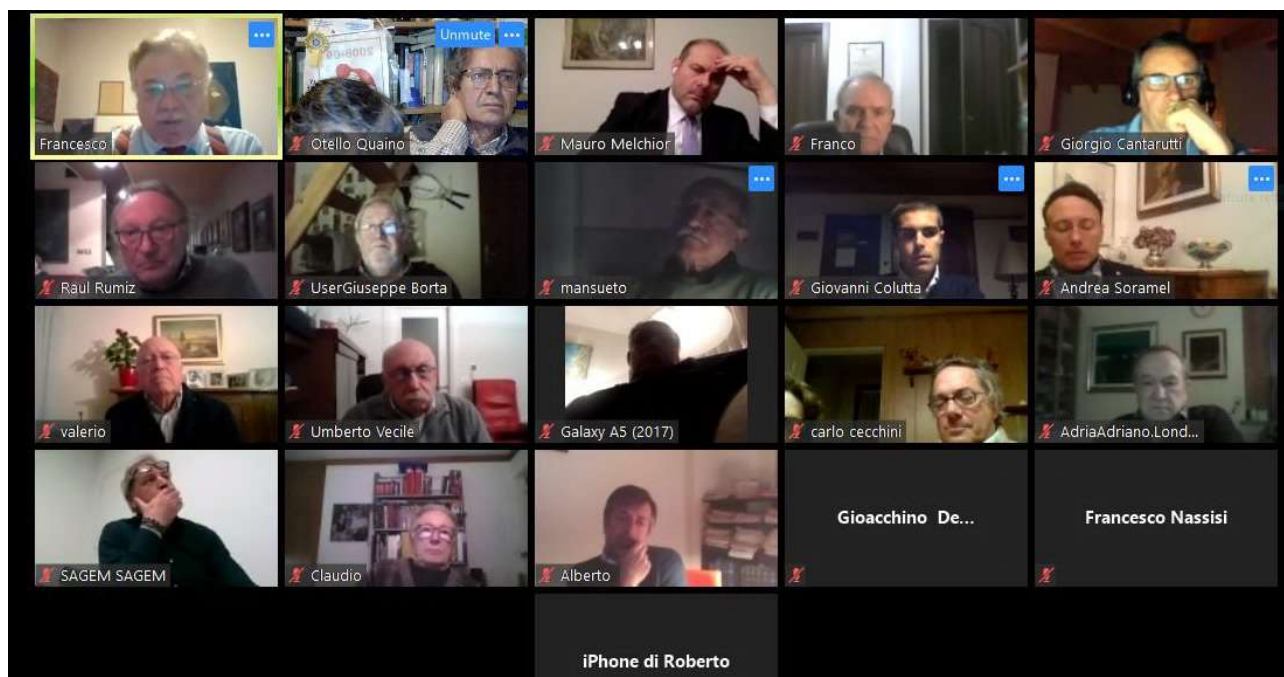 Francesco
2008-09
Unmute
Otello Quaino
Mauro Melchior
Franco
Giorgio Cantarutti
Raul Rumiz
UserGiuseppe Borta
mansueto
Giovanni Colutta
Andrea Soramel
valerio
Umberto Vecile
Galaxy A5 (2017)
carlo cecchini
AdriaAdriano.Lond...
SAGEM SAGEM
Claudio
Alberto
Gioacchino De...
Francesco Nassisi
iPhone di Roberto